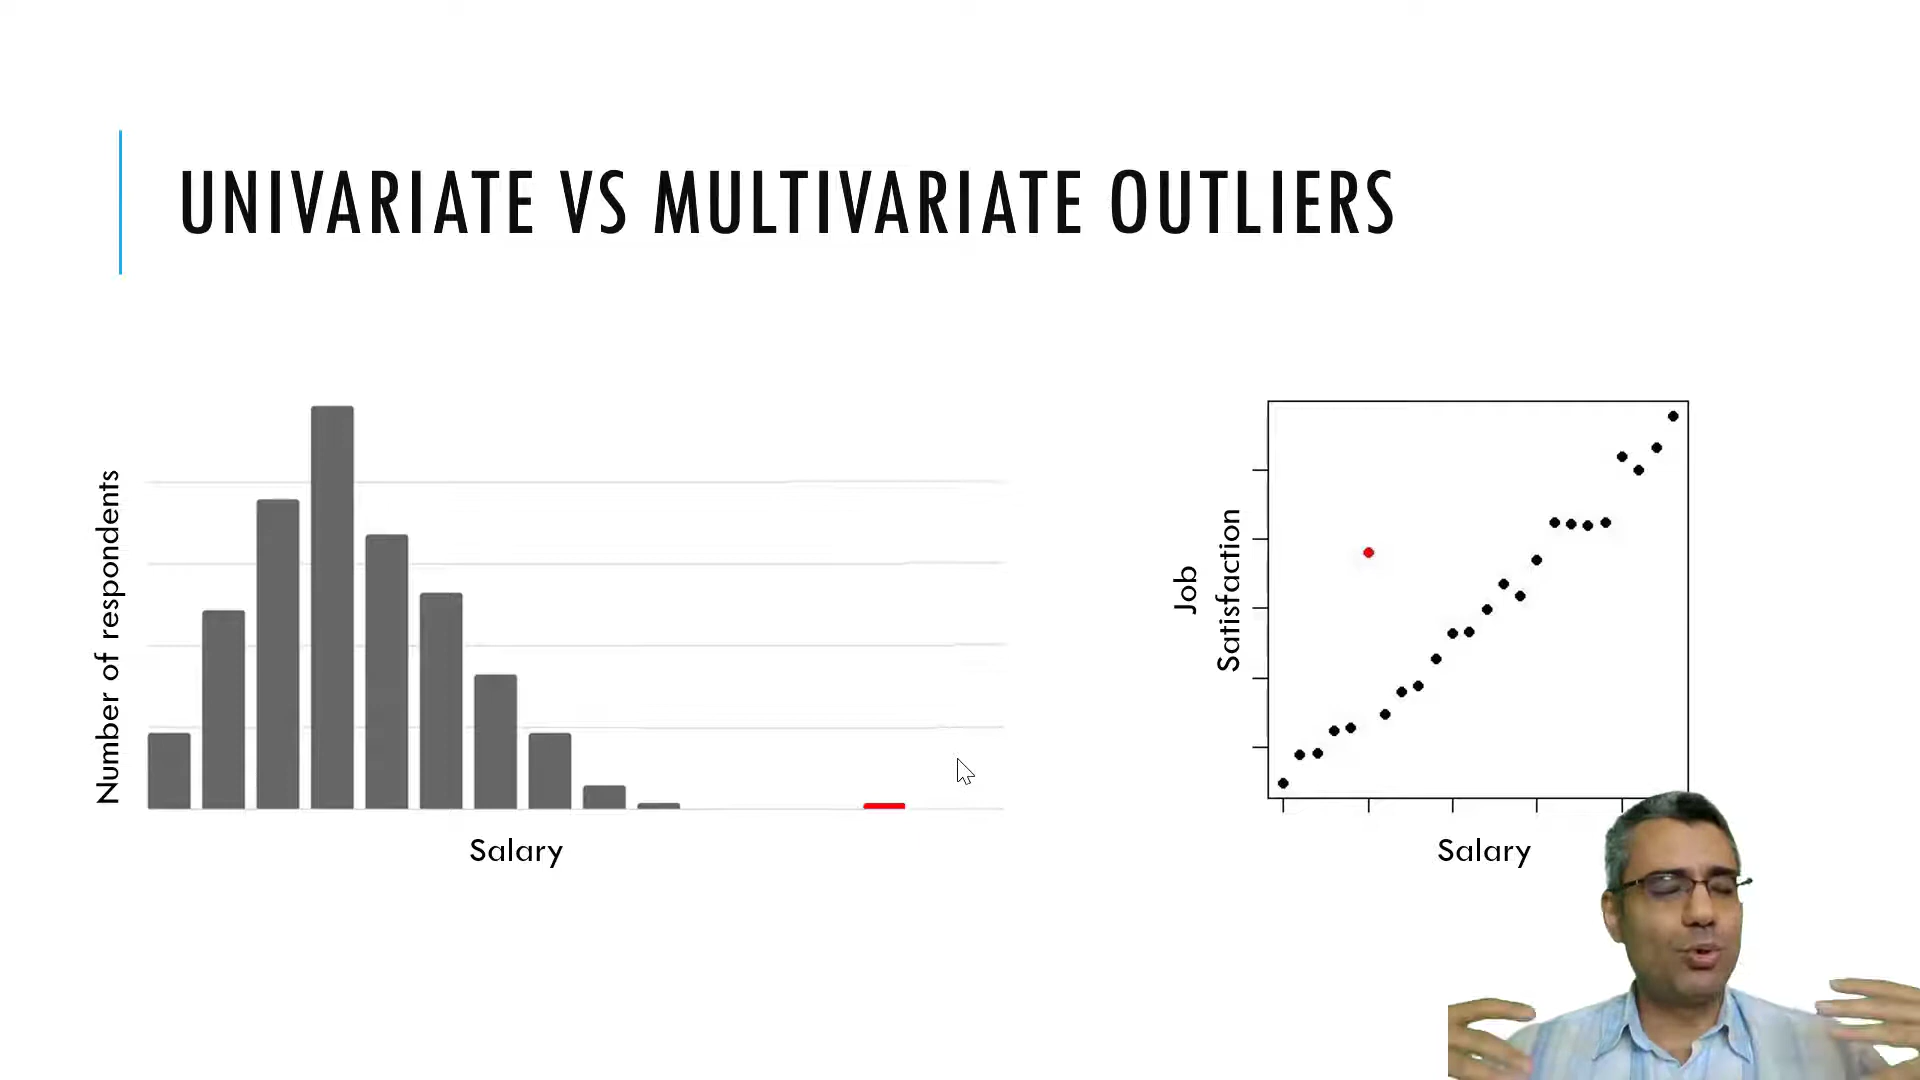 UNIVARIATE VS MULTIVARIATE OUTLIERS
Number of respondents
Salary
Job
Satisfaction
Salary